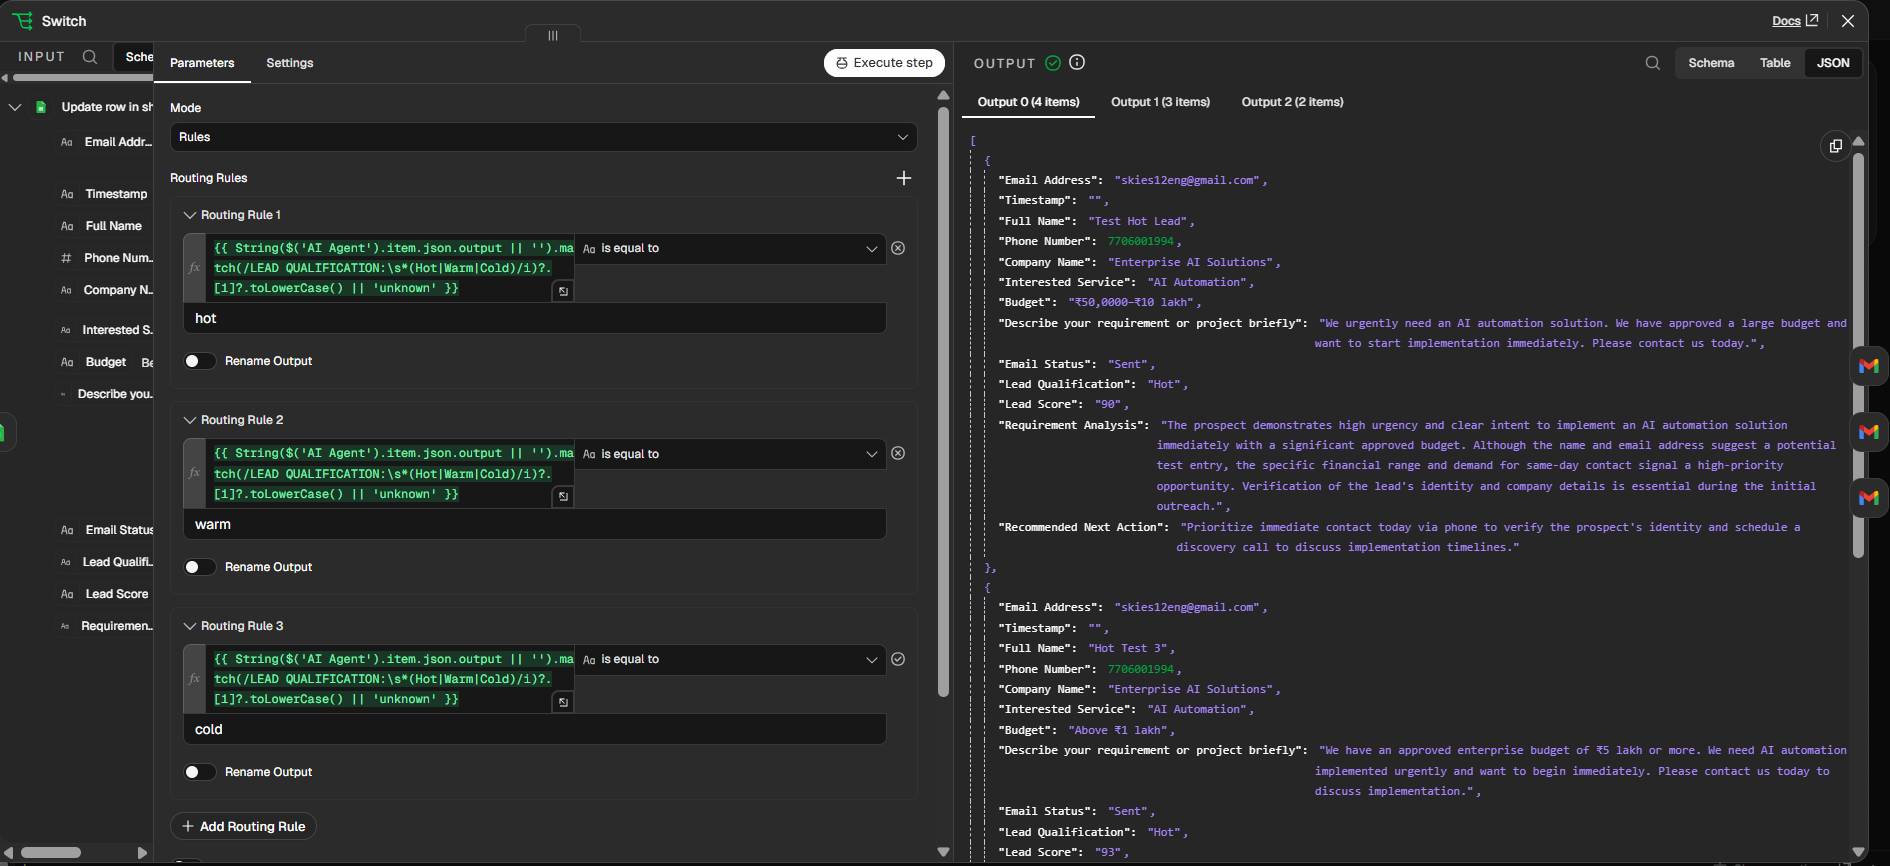 Switch
Docs
INPUT
Sche
Parameters
Settings
Execute step
OUTPUT
Schema
Table
JSON
Update row in sh
Aa Email Addr...
Aa Timestamp
Aa Full Name
# Phone Num...
Aa Company N...
Aa Interested S.
Aa Budget Be
Describe you..
Aa Email Status
Aa Lead Qualifi..
Aa Lead Score
Aa Requiremen..
Mode
Rules
Routing Rules
Routing Rule 1
fx
{{ String($('AI Agent').item.json.output || '').ma
tch(/LEAD QUALIFICATION:\s*(Hot|Warm|Cold)/i)?.
[1]?.toLowerCase() || 'unknown' }}
Aa is equal to
hot
Rename Output
Routing Rule 2
fx
{{ String($('AI Agent').item.json.output || '').ma
tch(/LEAD QUALIFICATION:\s*(Hot|Warm|Cold)/i)?.
[1]?.toLowerCase() || 'unknown' }}
Aa is equal to
warm
Rename Output
Routing Rule 3
fx
{{ String($('AI Agent').item.json.output || '').ma
tch(/LEAD QUALIFICATION:\s*(Hot|Warm|Cold)/i)?.
[1]?.toLowerCase() || 'unknown' }}
Aa is equal to
cold
Rename Output
Add Routing Rule
Output 0 (4 items)
Output 1 (3 items)
Output 2 (2 items)
[
{
"Email Address": "skies12eng@gmail.com",
"Timestamp": "",
"Full Name": "Test Hot Lead",
"Phone Number": 7706001994,
"Company Name": "Enterprise AI Solutions",
"Interested Service": "AI Automation",
"Budget": "₹50,0000–₹10 lakh",
"Describe your requirement or project briefly": "We urgently need an AI automation solution. We have approved a large budget and
want to start implementation immediately. Please contact us today.",
"Email Status": "Sent",
"Lead Qualification": "Hot",
"Lead Score": "90",
"Requirement Analysis": "The prospect demonstrates high urgency and clear intent to implement an AI automation solution
immediately with a significant approved budget. Although the name and email address suggest a potential
test entry, the specific financial range and demand for same-day contact signal a high-priority
opportunity. Verification of the lead's identity and company details is essential during the initial
outreach.",
"Recommended Next Action": "Prioritize immediate contact today via phone to verify the prospect's identity and schedule a
discovery call to discuss implementation timelines."
},
{
"Email Address": "skies12eng@gmail.com",
"Timestamp": "",
"Full Name": "Hot Test 3",
"Phone Number": 7706001994,
"Company Name": "Enterprise AI Solutions",
"Interested Service": "AI Automation",
"Budget": "Above ₹1 lakh",
"Describe your requirement or project briefly": "We have an approved enterprise budget of ₹5 lakh or more. We need AI automation
implemented urgently and want to begin immediately. Please contact us today to
discuss implementation.",
"Email Status": "Sent",
"Lead Qualification": "Hot",
"Lead Score": "93",